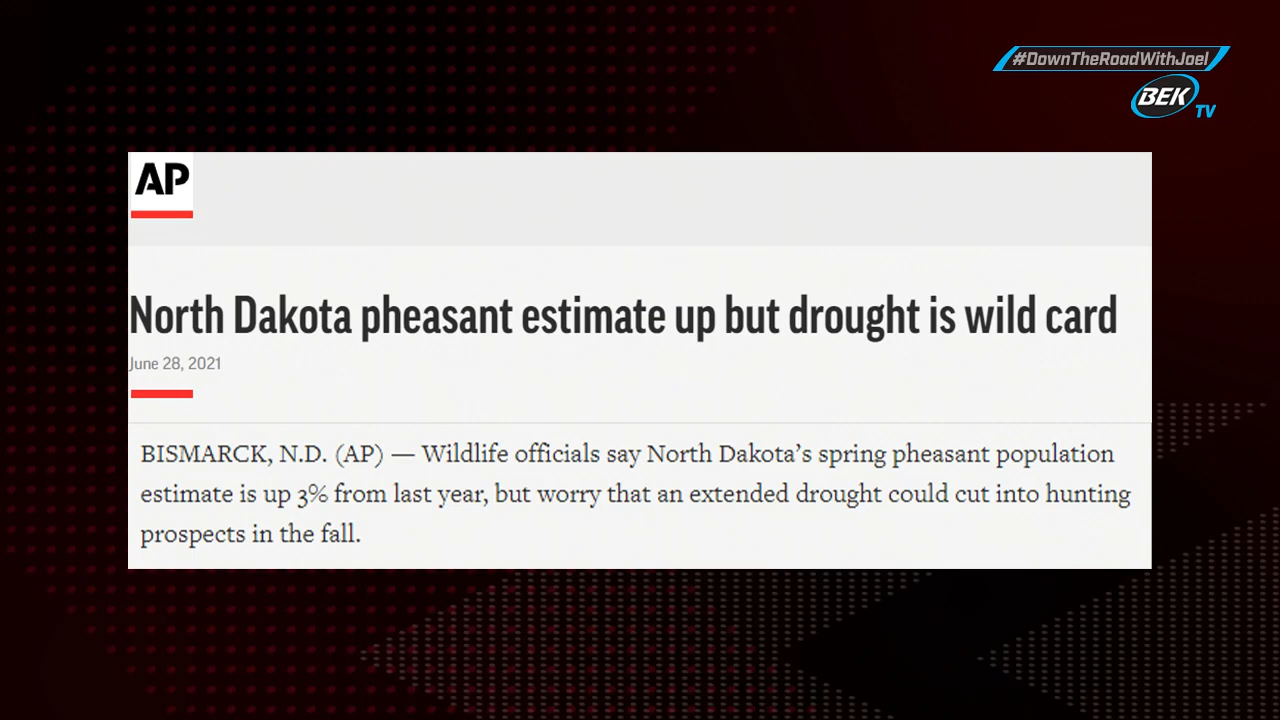 #DownTheRoadWithJoel
BEK TV
AP
North Dakota pheasant estimate up but drought is wild card
June 28, 2021
BISMARCK, N.D. (AP) — Wildlife officials say North Dakota’s spring pheasant population
estimate is up 3% from last year, but worry that an extended drought could cut into hunting
prospects in the fall.